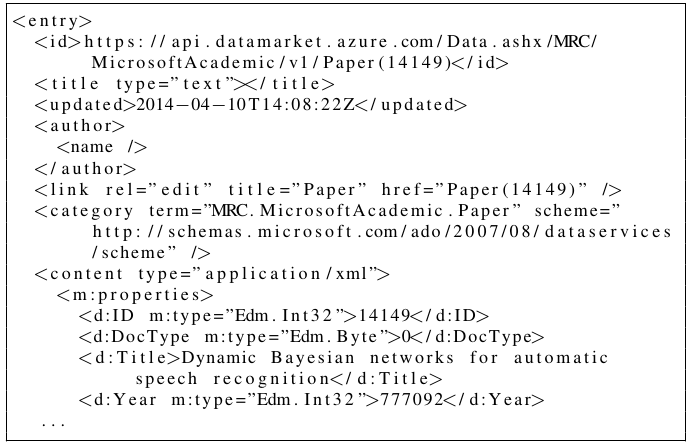 <entry>
<id>https://api.datamarket.azure.com/Data.ashx/MRC/
MicrosoftAcademic/v1/Paper(14149)</id>
<title type="text"></title>
<updated>2014-04-10T14:08:22Z</updated>
<author>
<name />
</author>
<link rel="edit" title="Paper" href="Paper(14149)" />
<category term="MRC.MicrosoftAcademic.Paper" scheme="
http://schemas.microsoft.com/ado/2007/08/dataservices
/scheme" />
<content type="application/xml">
<m:properties>
<d:ID m:type="Edm.Int32">14149</d:ID>
<d:DocType m:type="Edm.Byte">0</d:DocType>
<d:Title>Dynamic Bayesian networks for automatic
speech recognition</d:Title>
<d:Year m:type="Edm.Int32">777092</d:Year>
...